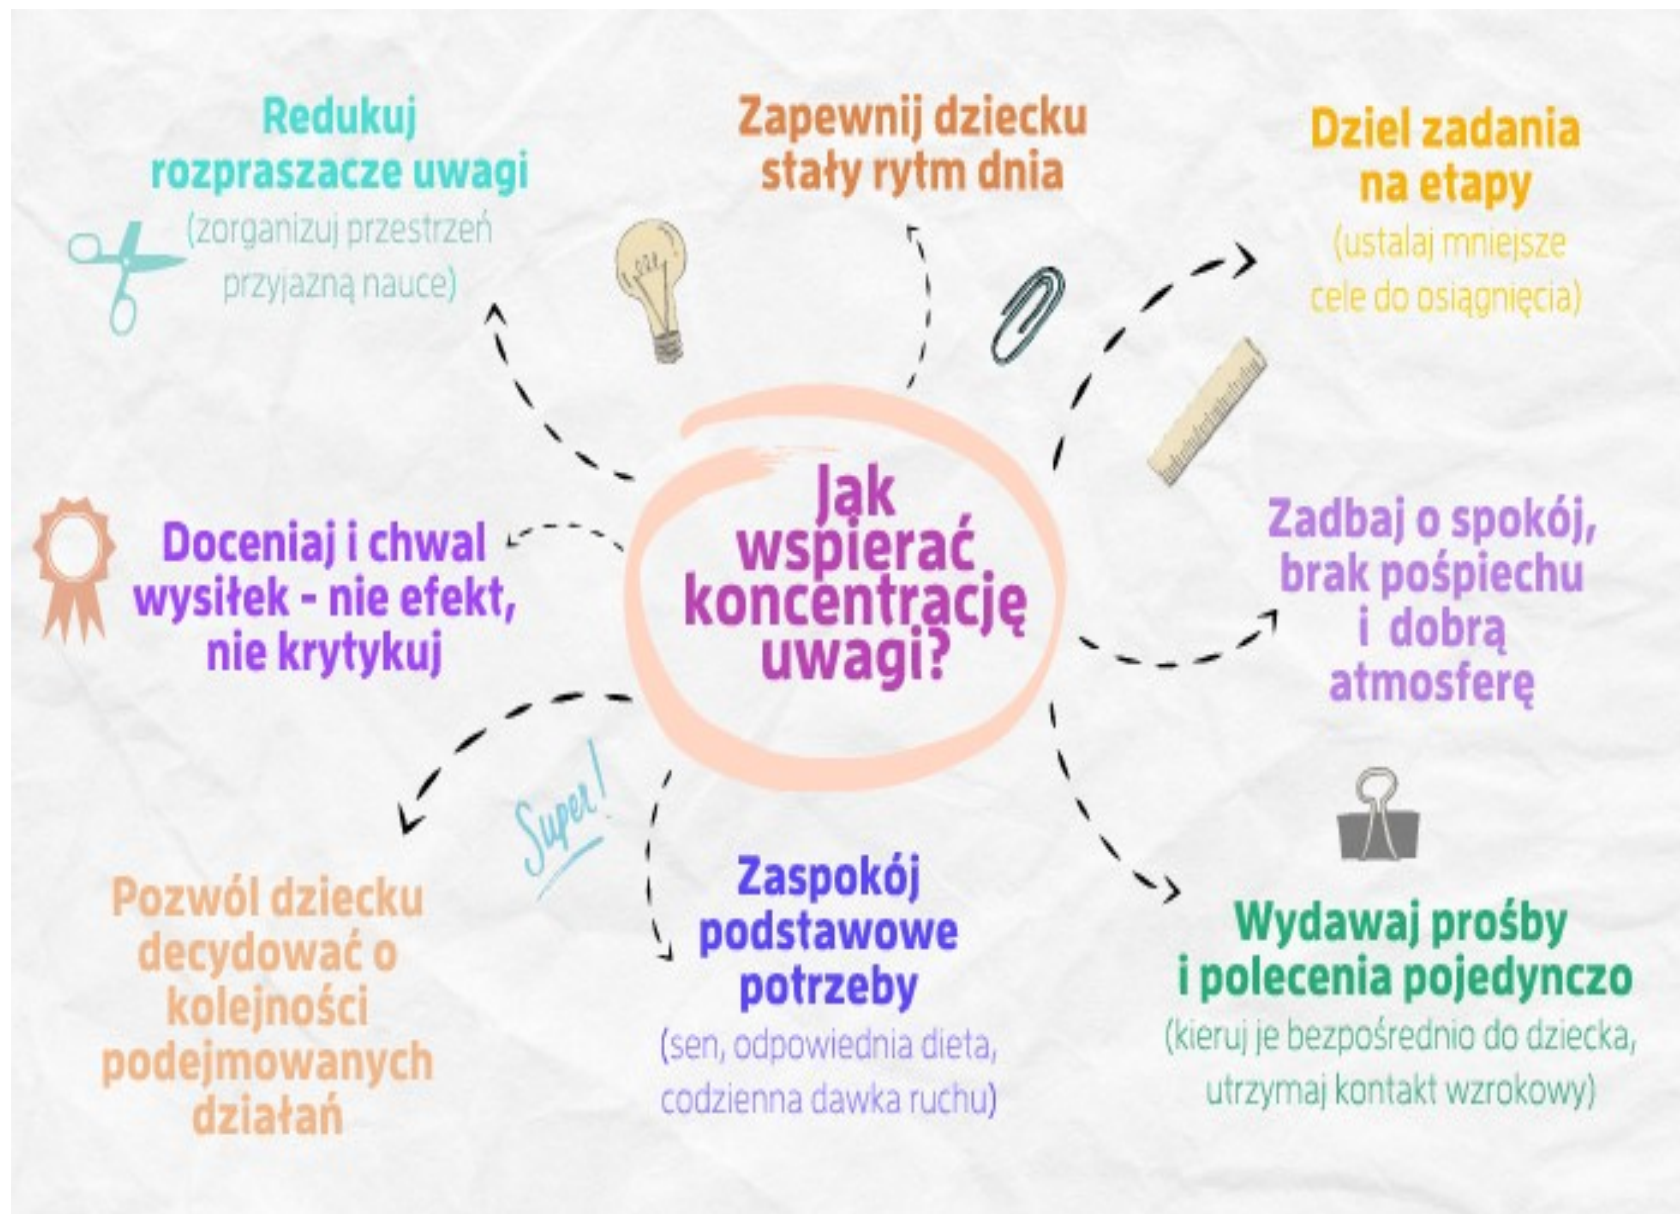 Redukuj
rozpraszacze uwagi
(zorganizuj przestrzeń
przyjazną nauce)
Zapewnij dziecku
stały rytm dnia
Dziel zadania
na etapy
(ustalaj mniejsze
cele do osiągnięcia)
Jak
wspierać
koncentrację
uwagi?
Doceniaj i chwal
wysiłek - nie efekt,
nie krytykuj
Zadbaj o spokój,
brak pośpiechu
i dobrą
atmosferę
Super!
Pozwól dziecku
decydować o
kolejności
podejmowanych
działań
Zaspokój
podstawowe
potrzeby
(sen, odpowiednia dieta,
codzienna dawka ruchu)
Wydawaj prośby
i polecenia pojedynczo
(kieruj je bezpośrednio do dziecka,
utrzymaj kontakt wzrokowy)